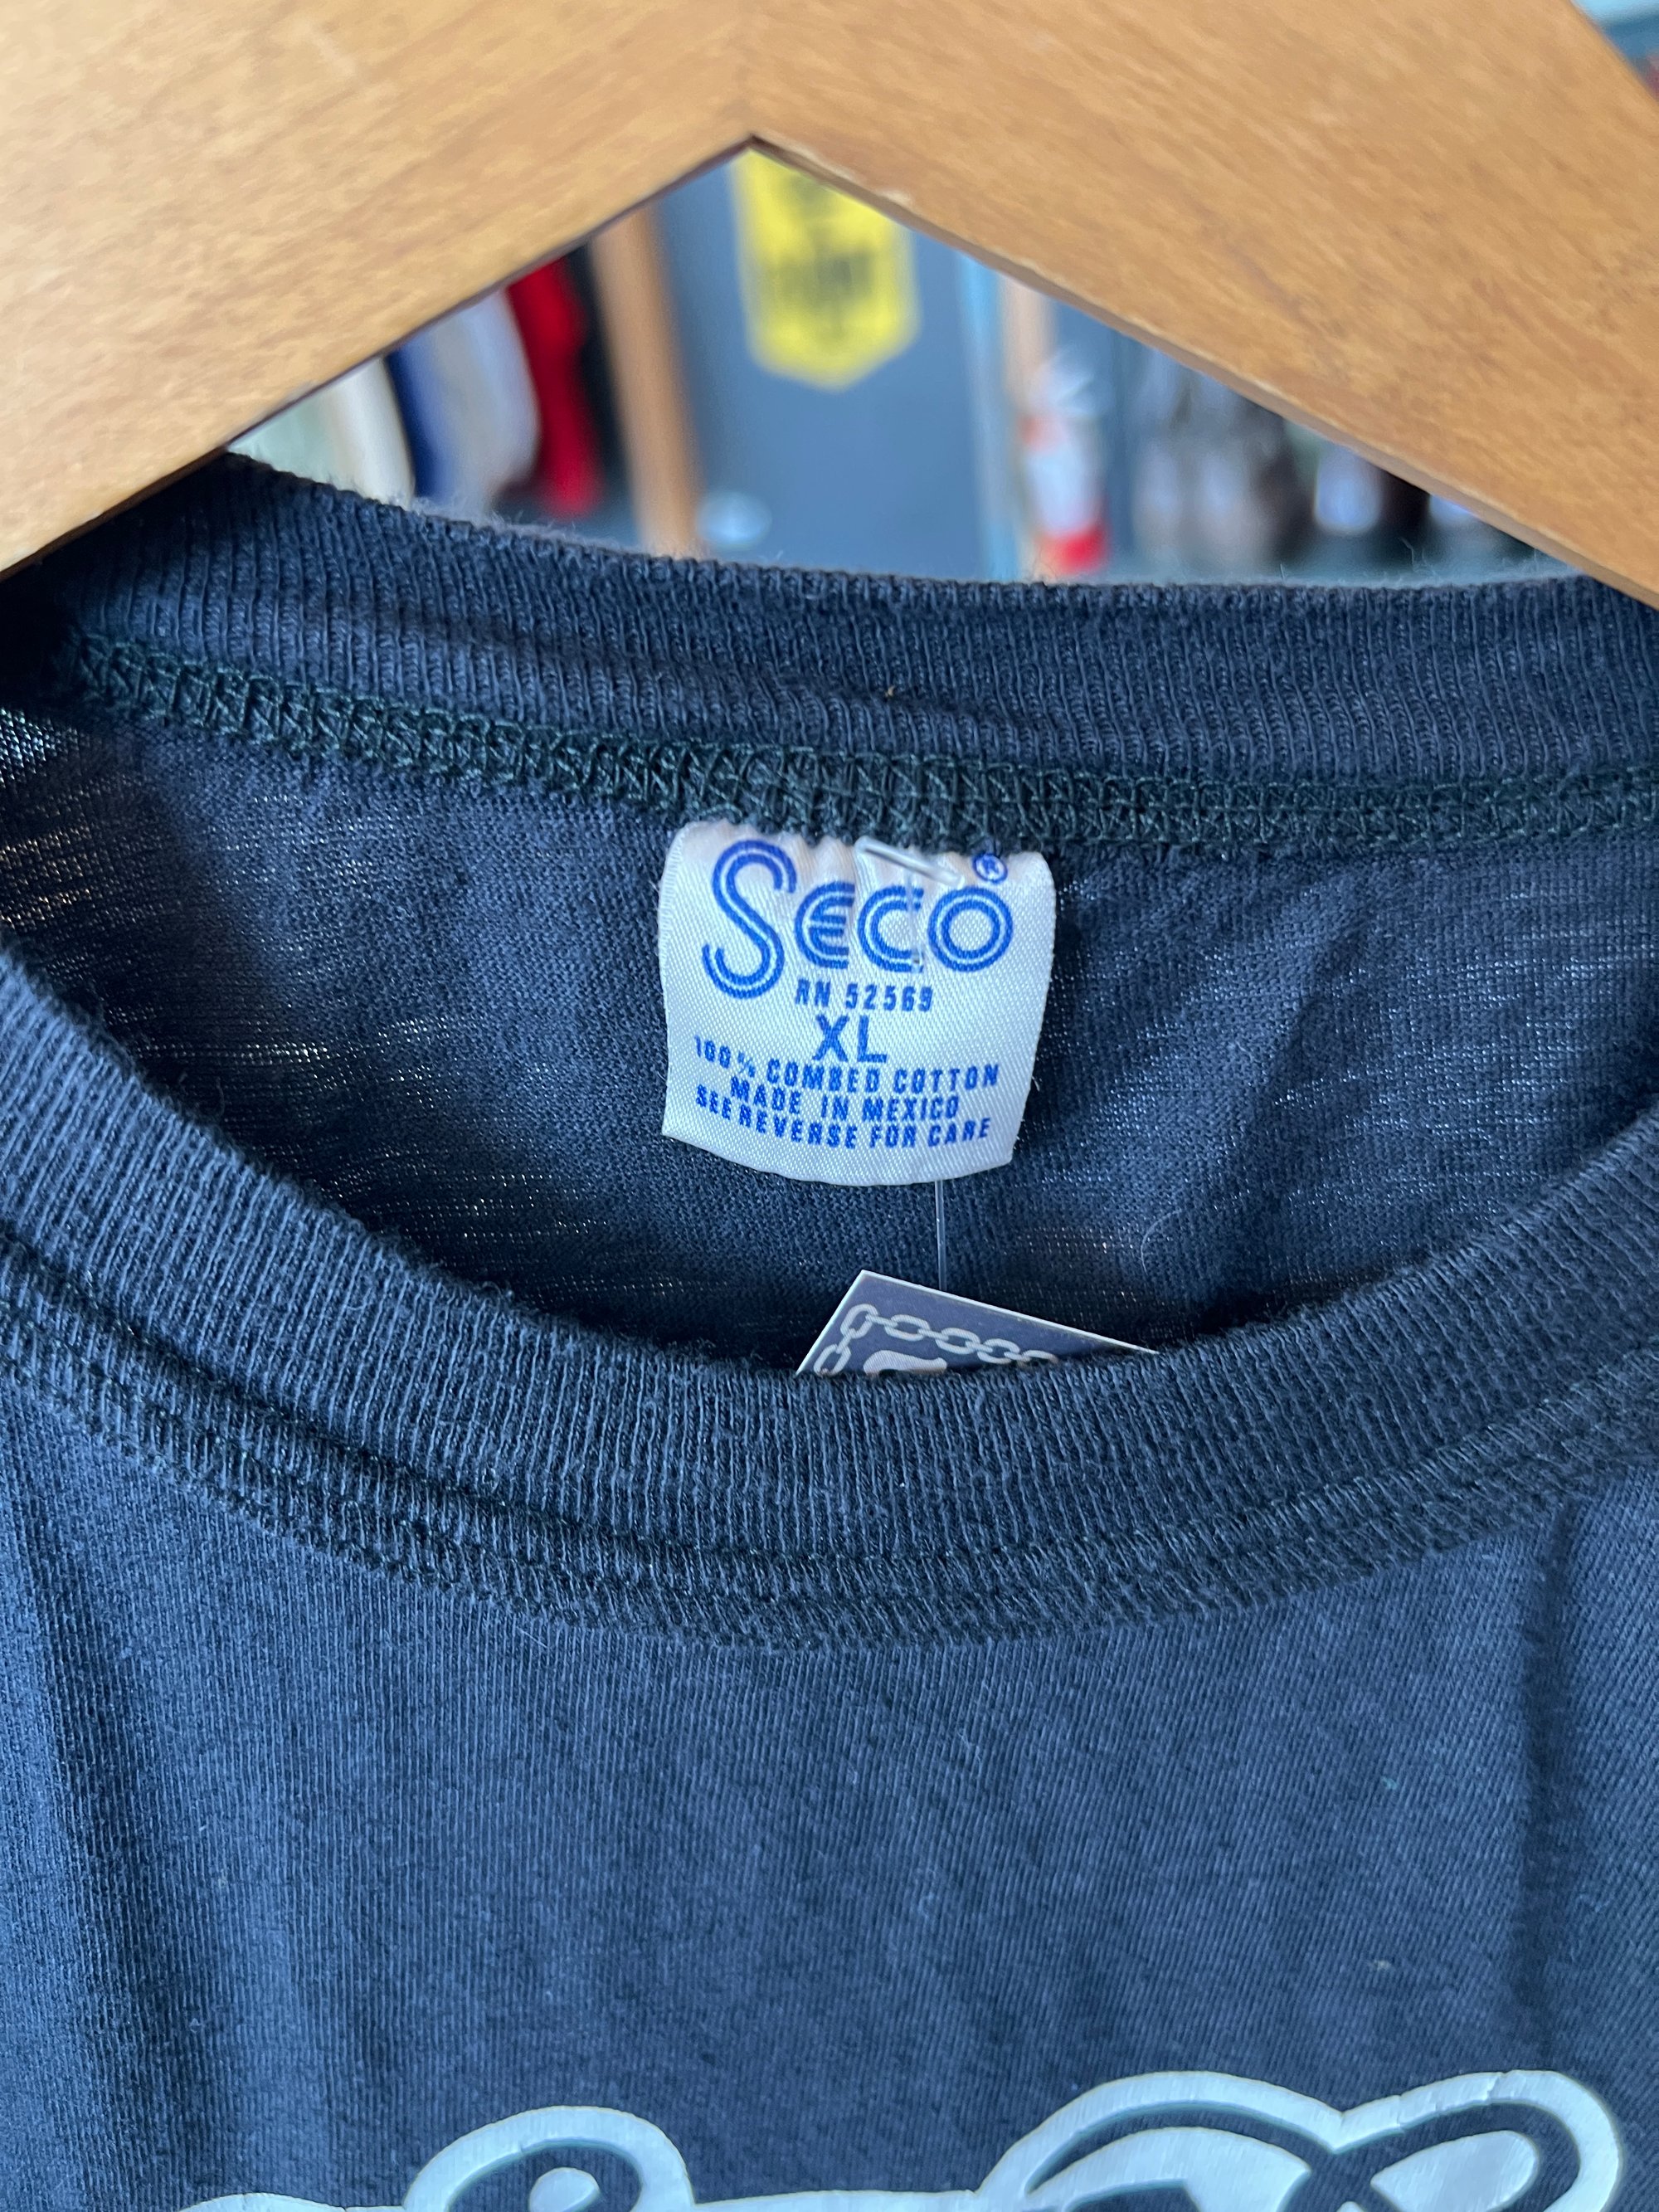 SECO®
RN 52569
XL
100% COMBED COTTON
MADE IN MEXICO
SEE REVERSE FOR CARE